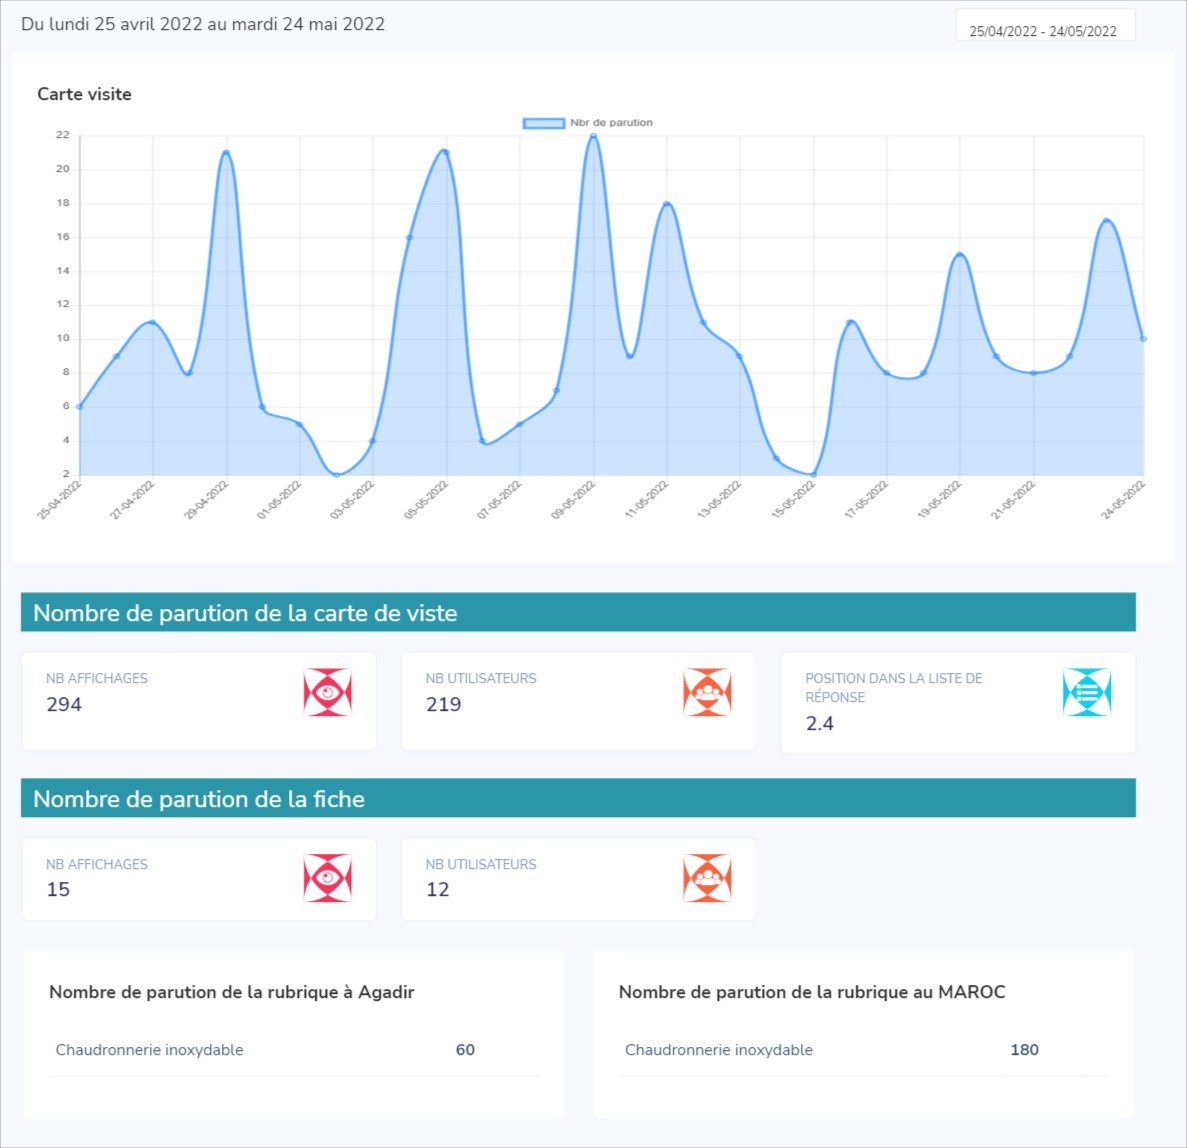 Du lundi 25 avril 2022 au mardi 24 mai 2022
25/04/2022 - 24/05/2022
Carte visite
Nbr de parution
22
20
18
16
14
12
10
8
6
4
2
25-04-2022
27-04-2022
29-04-2022
01-05-2022
03-05-2022
05-05-2022
07-05-2022
09-05-2022
11-05-2022
13-05-2022
15-05-2022
17-05-2022
19-05-2022
21-05-2022
24-05-2022
Nombre de parution de la carte de viste
NB AFFICHAGES
294
NB UTILISATEURS
219
POSITION DANS LA LISTE DE
RÉPONSE
2.4
Nombre de parution de la fiche
NB AFFICHAGES
15
NB UTILISATEURS
12
Nombre de parution de la rubrique à Agadir
Chaudronnerie inoxydable 60
Nombre de parution de la rubrique au MAROC
Chaudronnerie inoxydable 180